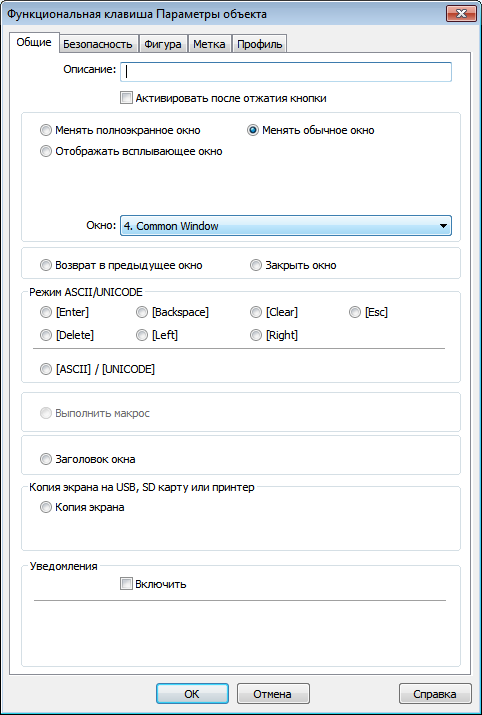 Функциональная клавиша Параметры объекта
Общие Безопасность Фигура Метка Профиль
Описание:
Активировать после отжатия кнопки
Менять полноэкранное окно Менять обычное окно
Отображать всплывающее окно
Окно: 4. Common Window
Возврат в предыдущее окно Закрыть окно
Режим ASCII/UNICODE
[Enter] [Backspace] [Clear] [Esc]
[Delete] [Left] [Right]
[ASCII] / [UNICODE]
Выполнить макрос
Заголовок окна
Копия экрана на USB, SD карту или принтер
Копия экрана
Уведомления
Включить
OK Отмена Справка